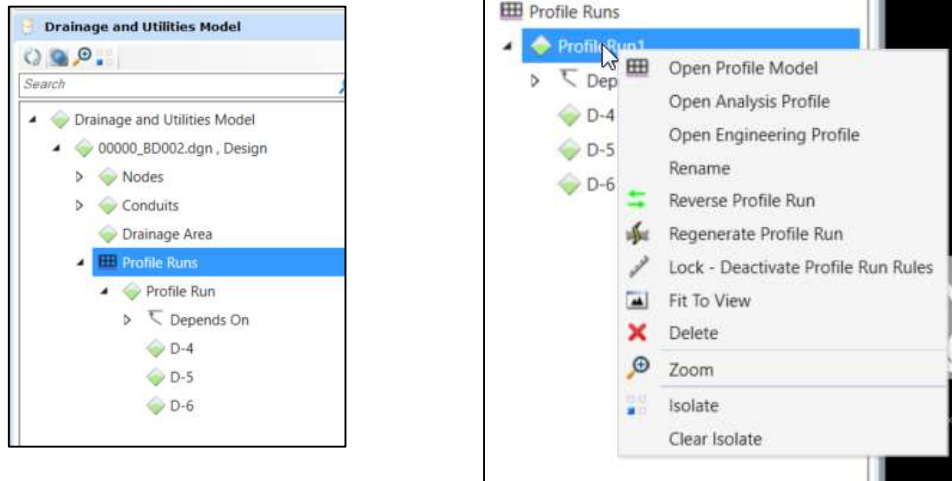 Drainage and Utilities Model
Search
Drainage and Utilities Model
00000_BD002.dgn , Design
Nodes
Conduits
Drainage Area
Profile Runs
Profile Run
Depends On
D-4
D-5
D-6
Profile Runs
ProfileRun1
Dep
D-4
D-5
D-6
Open Profile Model
Open Analysis Profile
Open Engineering Profile
Rename
Reverse Profile Run
Regenerate Profile Run
Lock - Deactivate Profile Run Rules
Fit To View
Delete
Zoom
Isolate
Clear Isolate